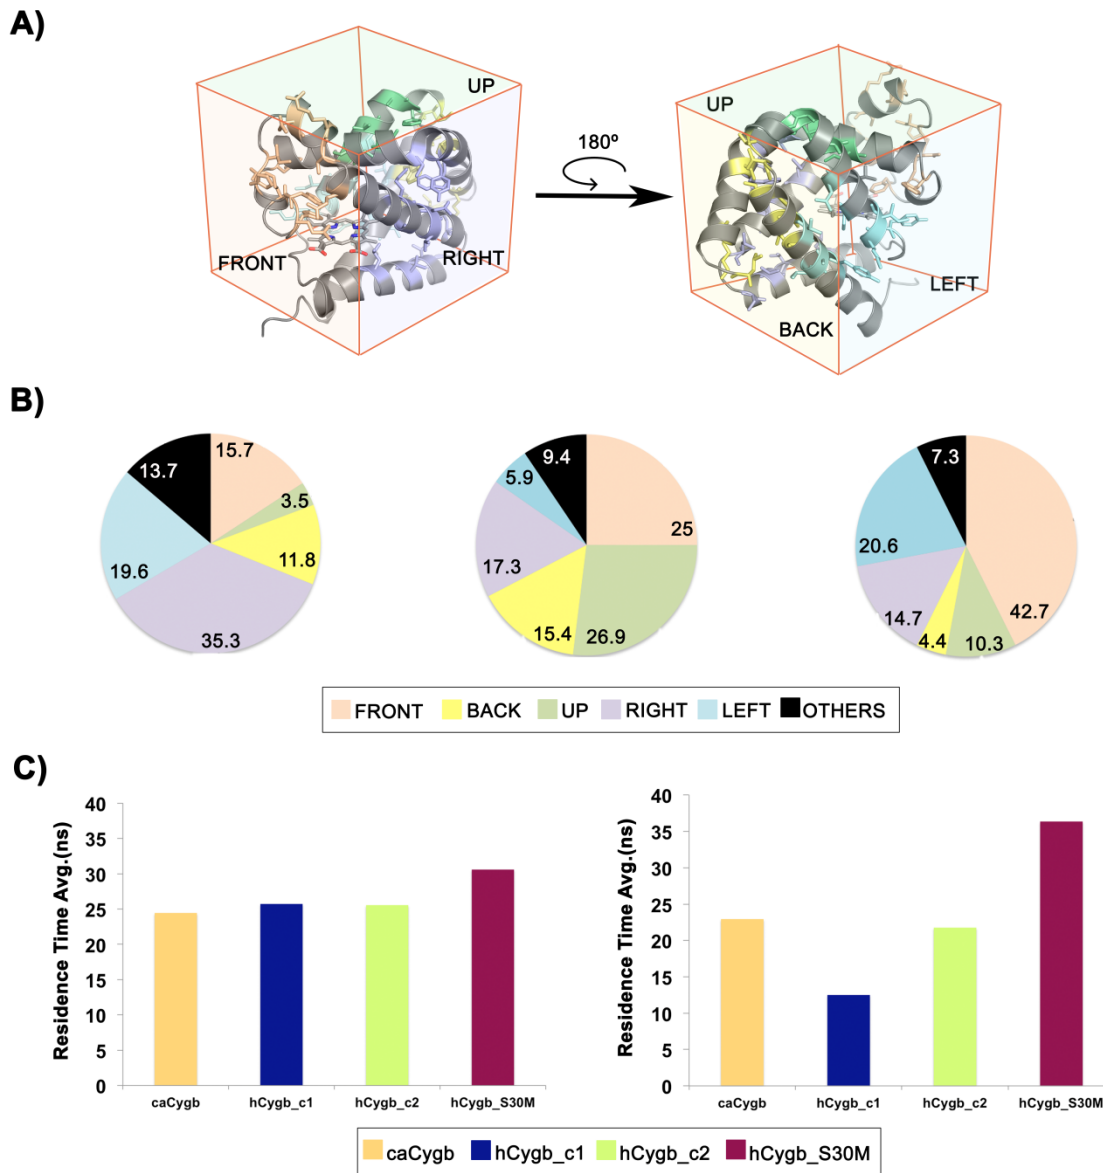 A)
UP
FRONT
RIGHT
180º
UP
BACK
LEFT
B)
15.7
3.5
11.8
35.3
19.6
13.7
25
26.9
15.4
17.3
5.9
9.4
42.7
10.3
4.4
14.7
20.6
7.3
FRONT BACK UP RIGHT LEFT OTHERS
C)
Residence Time Avg.(ns)
40
35
30
25
20
15
10
5
0
caCygb hCygb_c1 hCygb_c2 hCygb_S30M
Residence Time Avg.(ns)
40
35
30
25
20
15
10
5
0
caCygb hCygb_c1 hCygb_c2 hCygb_S30M
caCygb hCygb_c1 hCygb_c2 hCygb_S30M